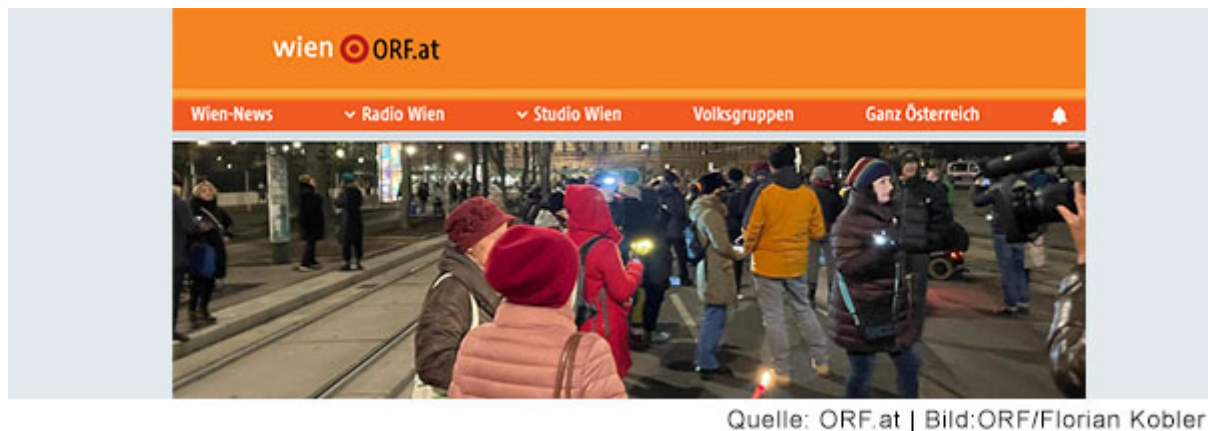 wien ORF.at
Wien-News Radio Wien Studio Wien Volksgruppen Ganz Österreich
Quelle: ORF.at | Bild:ORF/Florian Kobler